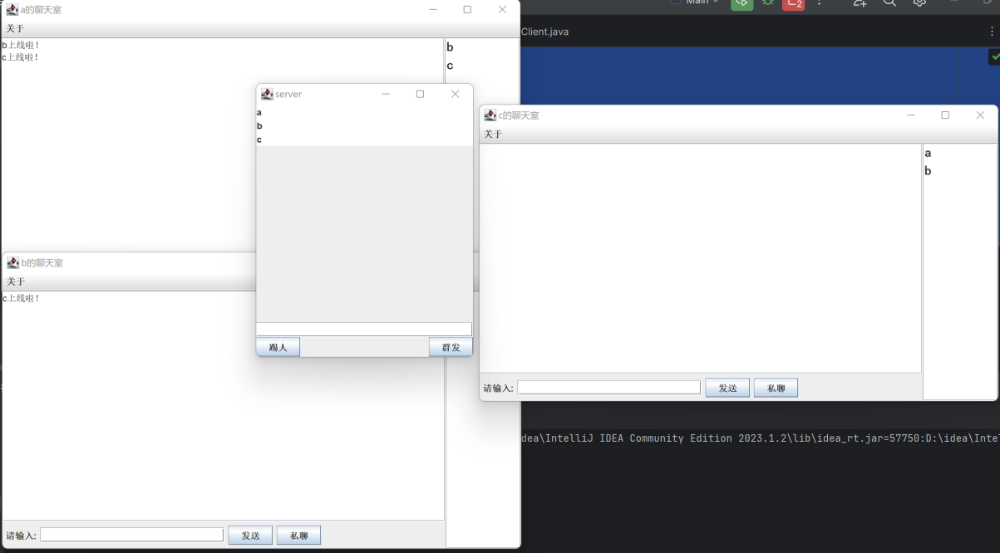 a的聊天室
关于
b上线啦!
c上线啦!
b
c
Main
2
Client.java
server
a
b
c
踢人
群发
c的聊天室
关于
a
b
请输入:
发送
私聊
b的聊天室
关于
c上线啦!
请输入:
发送
私聊
dea\IntelliJ IDEA Community Edition 2023.1.2\lib\idea_rt.jar=57750:D:\idea\Inte